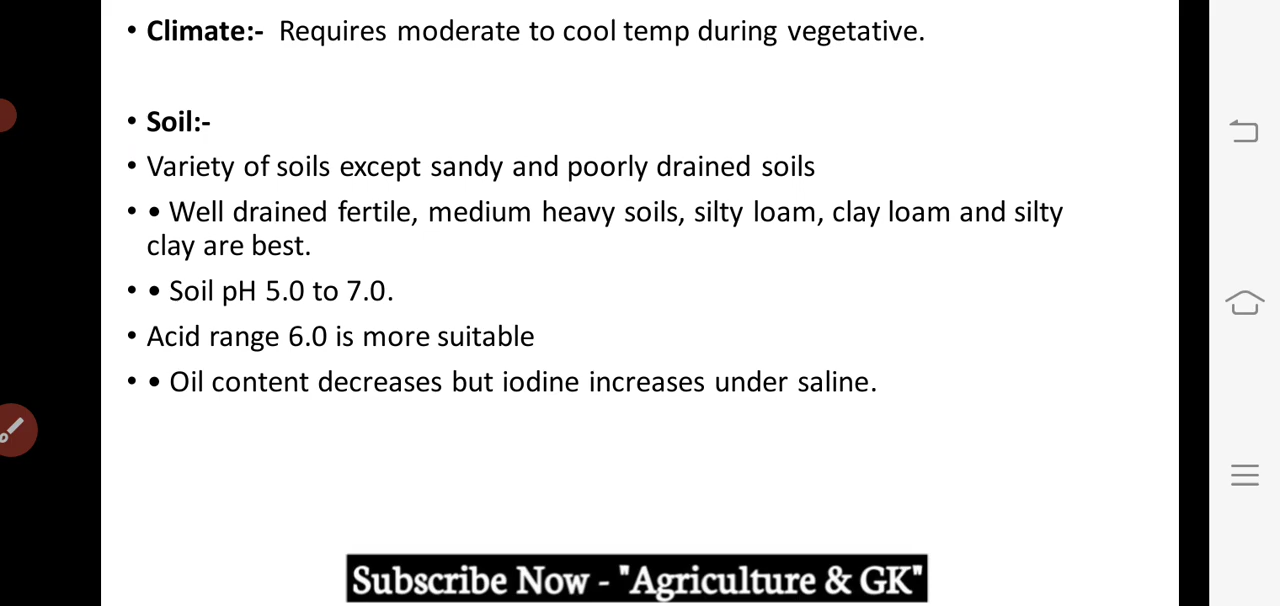 • Climate:- Requires moderate to cool temp during vegetative.
• Soil:-
• Variety of soils except sandy and poorly drained soils
• • Well drained fertile, medium heavy soils, silty loam, clay loam and silty
clay are best.
• • Soil pH 5.0 to 7.0.
• Acid range 6.0 is more suitable
• • Oil content decreases but iodine increases under saline.
Subscribe Now - "Agriculture & GK"